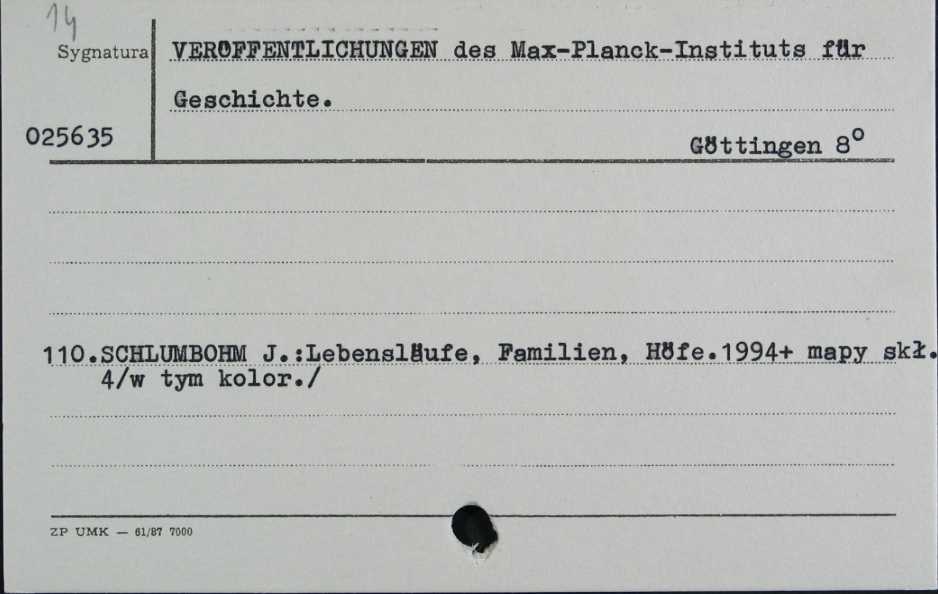 14
Sygnatura
VERÖFFENTLICHUNGEN des Max-Planck-Instituts für
Geschichte.
025635
Göttingen 8°
110.SCHLUMBOHM J.:Lebensläufe, Familien, Höfe.1994+ mapy skł.
4/w tym kolor./
ZP UMK — 61/87 7000